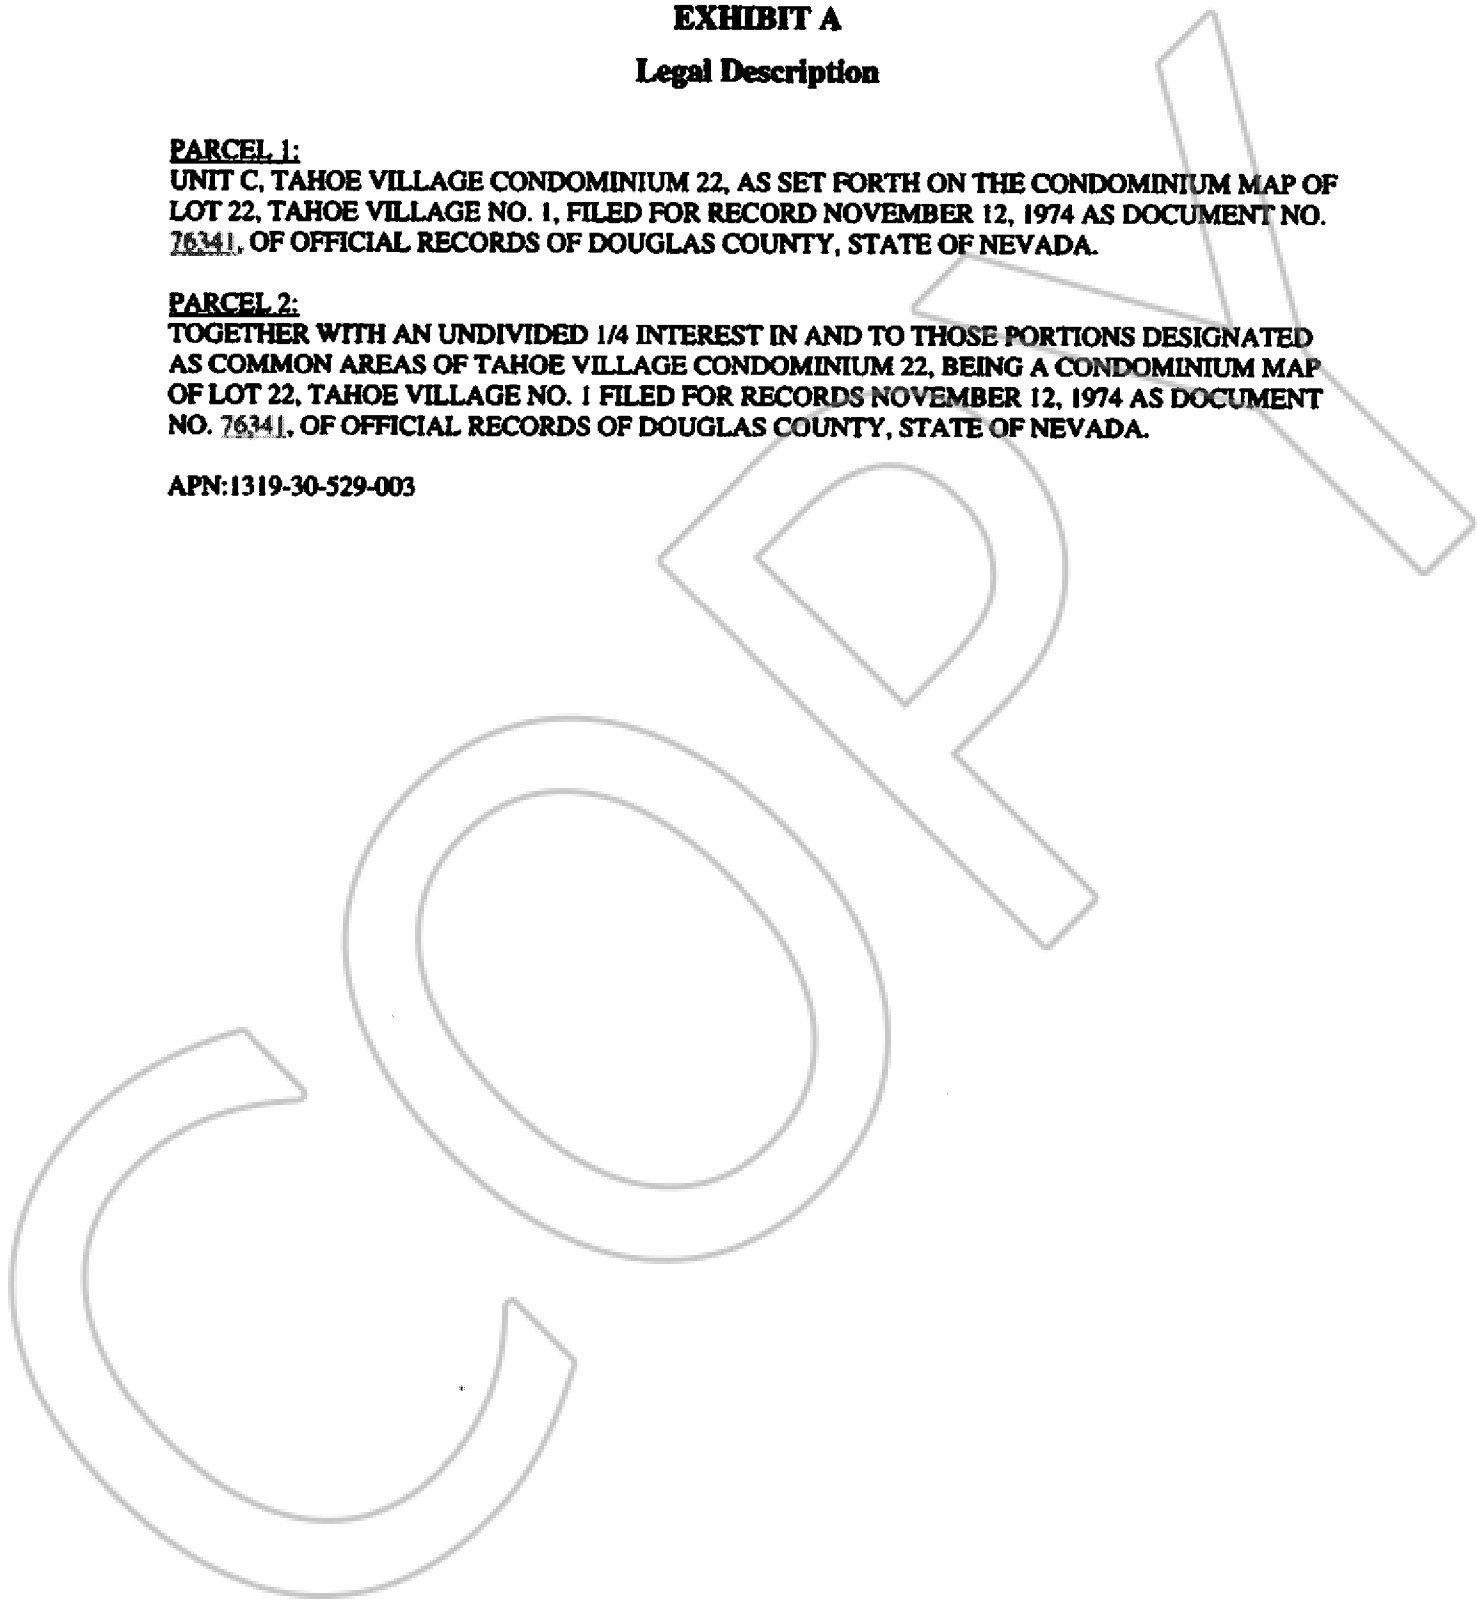 EXHIBIT A
Legal Description
PARCEL 1:
UNIT C, TAHOE VILLAGE CONDOMINIUM 22, AS SET FORTH ON THE CONDOMINIUM MAP OF
LOT 22, TAHOE VILLAGE NO. 1, FILED FOR RECORD NOVEMBER 12, 1974 AS DOCUMENT NO.
76341, OF OFFICIAL RECORDS OF DOUGLAS COUNTY, STATE OF NEVADA.
PARCEL 2:
TOGETHER WITH AN UNDIVIDED 1/4 INTEREST IN AND TO THOSE PORTIONS DESIGNATED
AS COMMON AREAS OF TAHOE VILLAGE CONDOMINIUM 22, BEING A CONDOMINIUM MAP
OF LOT 22, TAHOE VILLAGE NO. 1 FILED FOR RECORDS NOVEMBER 12, 1974 AS DOCUMENT
NO. 76341, OF OFFICIAL RECORDS OF DOUGLAS COUNTY, STATE OF NEVADA.
APN:1319-30-529-003
COPY